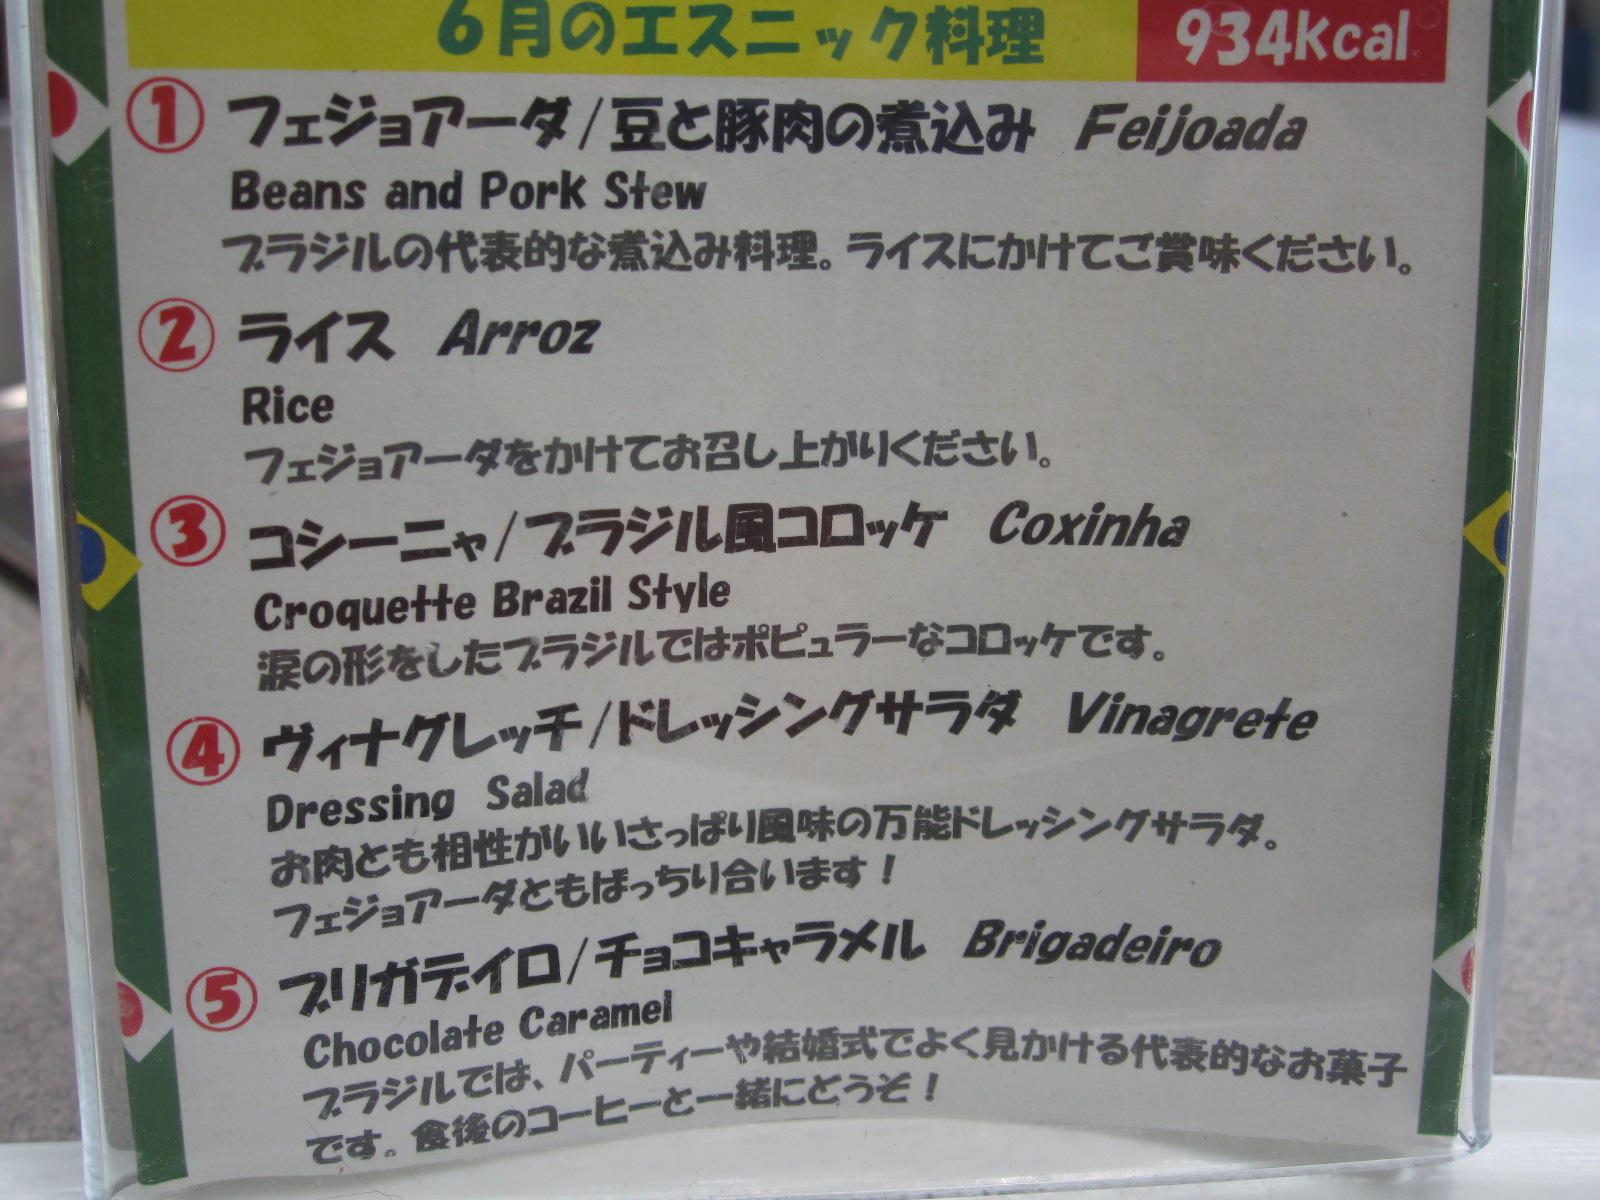 6月のエスニック料理 934Kcal
① フェジョアーダ/豆と豚肉の煮込み Feijoada
Beans and Pork Stew
ブラジルの代表的な煮込み料理。ライスにかけてご賞味ください。
② ライス Arroz
Rice
フェジョアーダをかけてお召し上がりください。
③ コシーニャ/ブラジル風コロッケ Coxinha
Croquette Brazil Style
涙の形をしたブラジルではポピュラーなコロッケです。
④ ヴィナグレッチ/ドレッシングサラダ Vinagrete
Dressing Salad
お肉とも相性がいいさっぱり風味の万能ドレッシングサラダ。
フェジョアーダともばっちり合います！
⑤ ブリガデイロ/チョコキャラメル Brigadeiro
Chocolate Caramel
ブラジルでは、パーティーや結婚式でよく見かける代表的なお菓子
です。食後のコーヒーと一緒にどうぞ！